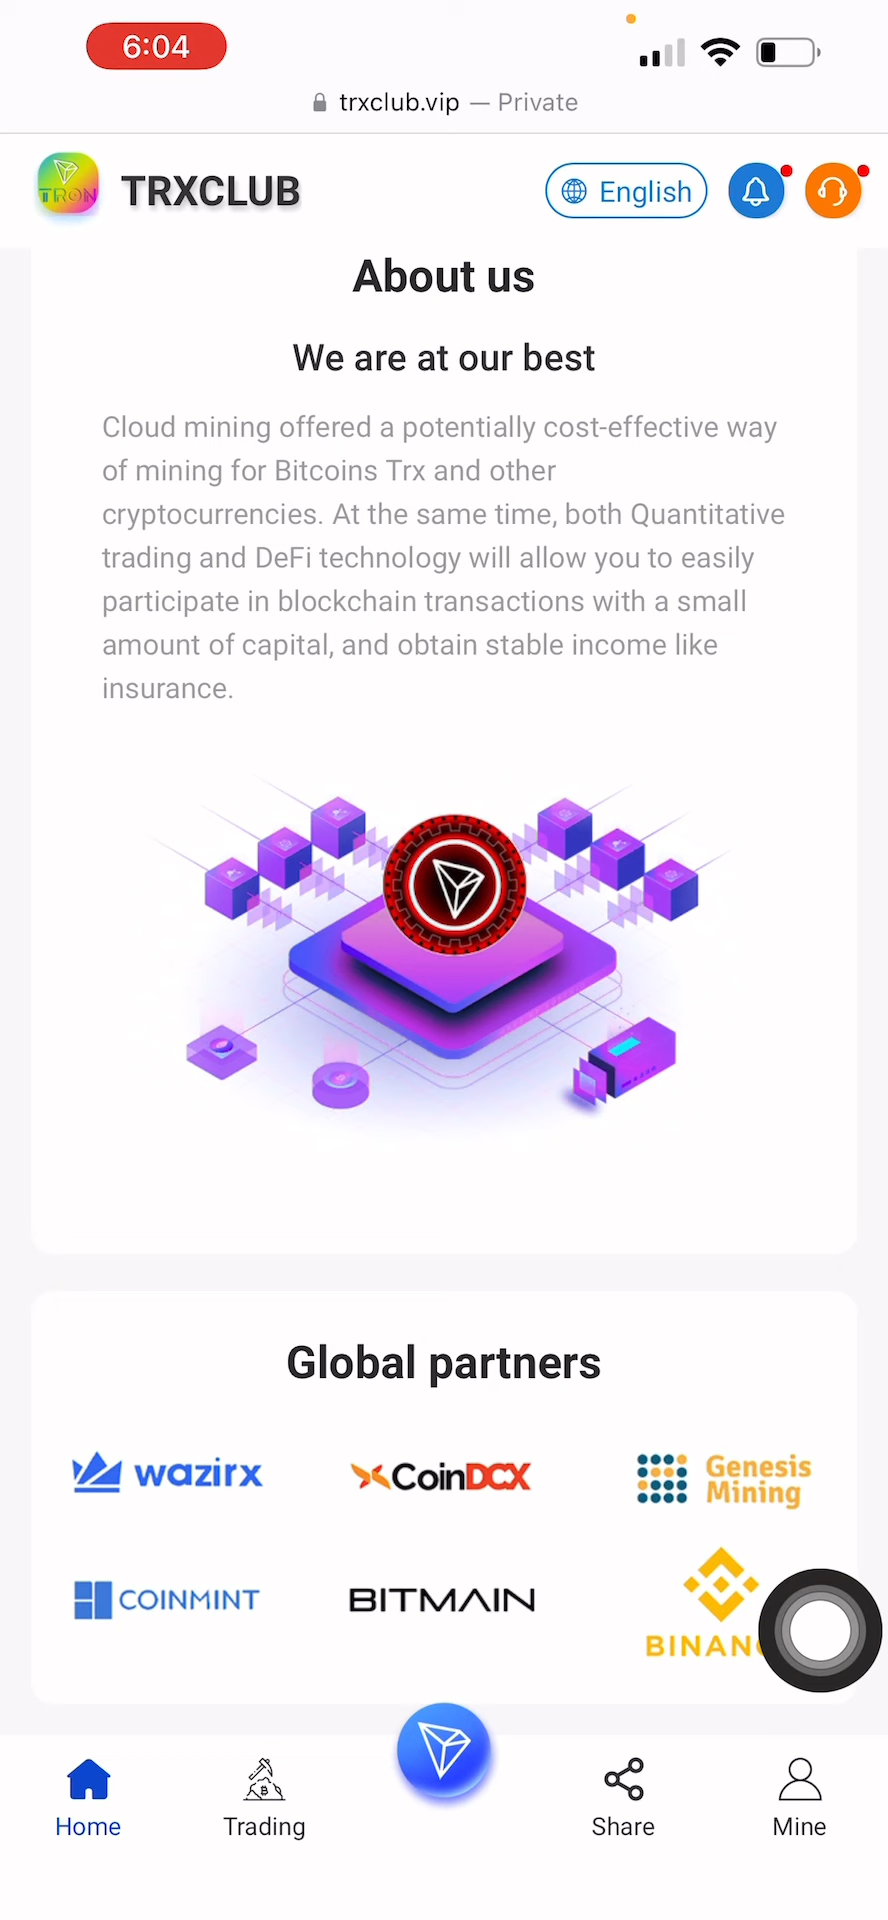 6:04
trxclub.vip — Private
TRON
TRXCLUB
English
About us
We are at our best
Cloud mining offered a potentially cost-effective way
of mining for Bitcoins Trx and other
cryptocurrencies. At the same time, both Quantitative
trading and DeFi technology will allow you to easily
participate in blockchain transactions with a small
amount of capital, and obtain stable income like
insurance.
Global partners
wazirx
CoinDCX
Genesis
Mining
COINMINT
BITMAIN
BINAN
Home
Trading
Share
Mine